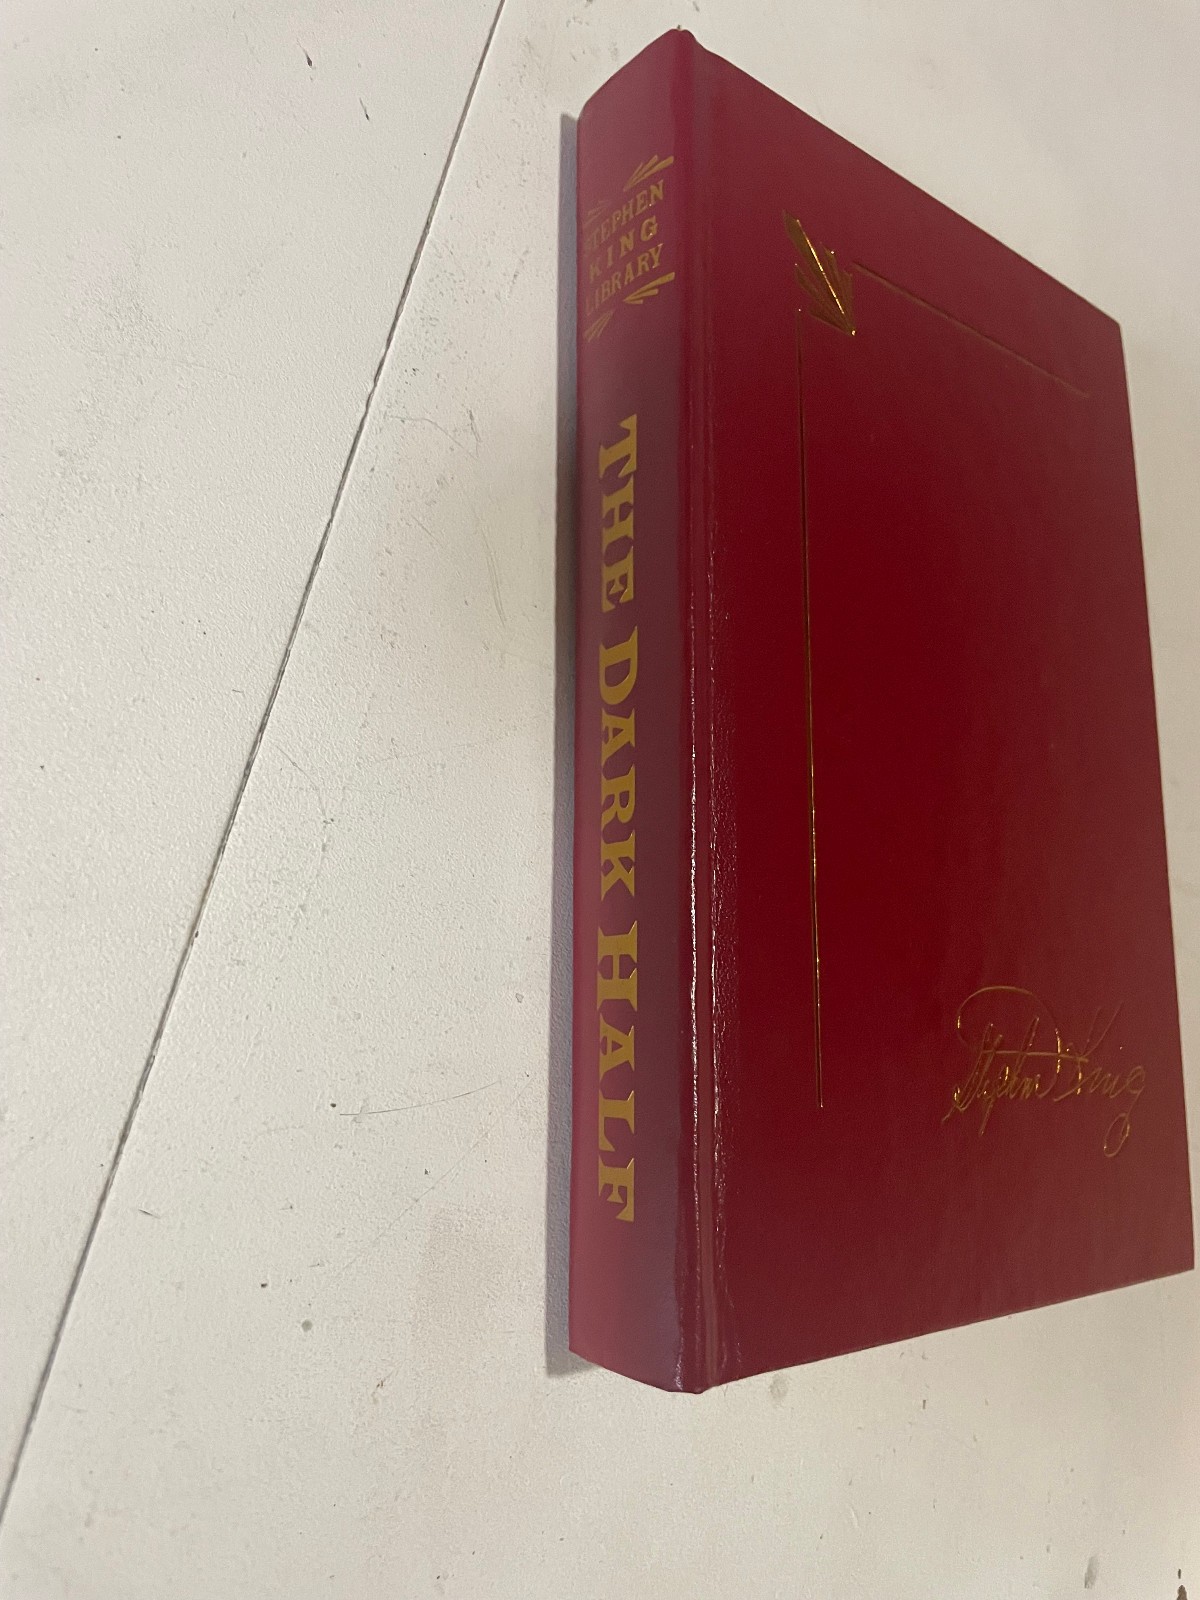 STEPHEN
KING
LIBRARY
THE DARK HALF
Stephen King